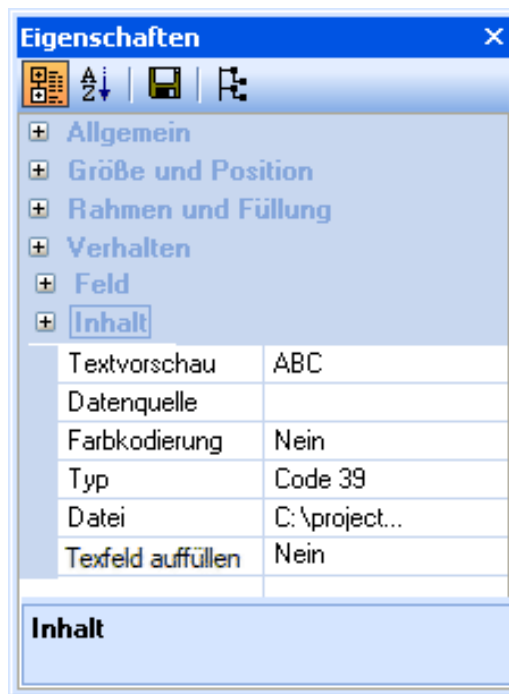 Eigenschaften
Allgemein
Größe und Position
Rahmen und Füllung
Verhalten
Feld
Inhalt
Textvorschau ABC
Datenquelle
Farbkodierung Nein
Typ Code 39
Datei C:\project...
Texfeld auffüllen Nein
Inhalt